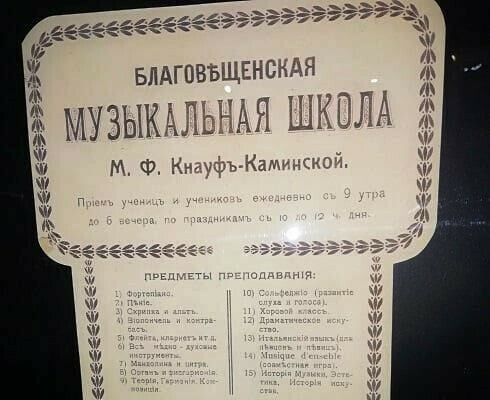 БЛАГОВѢЩЕНСКАЯ
МУЗЫКАЛЬНАЯ ШКОЛА
М. Ф. Кнауфъ-Каминской.
Пріемъ ученицъ и учениковъ ежедневно съ 9 утра
до 6 вечера, по праздникамъ съ 10 до 12 ч. дня.
ПРЕДМЕТЫ ПРЕПОДАВАНІЯ:
1) Фортепіано.
2) Пѣніе.
3) Скрипка и альтъ.
4) Віолончель и контра-
басъ.
5) Флейта, кларнетъ и т.д.
6) Всѣ мѣдно-духовые
инструменты.
7) Мандолина и цитра.
8) Органъ и фисгармонія.
9) Теорія, Гармонія, Ком-
позиція.
10) Сольфеджіо (развитіе
слуха и голоса).
11) Хоровой классъ.
12) Драматическое иску-
ство.
13) Итальянскій языкъ (для
пѣвцовъ и пѣвицъ).
14) Musique d'enseble
(совмѣстная игра).
15) Исторія Музыки, Эсте-
тика, Исторія иску-
ства.